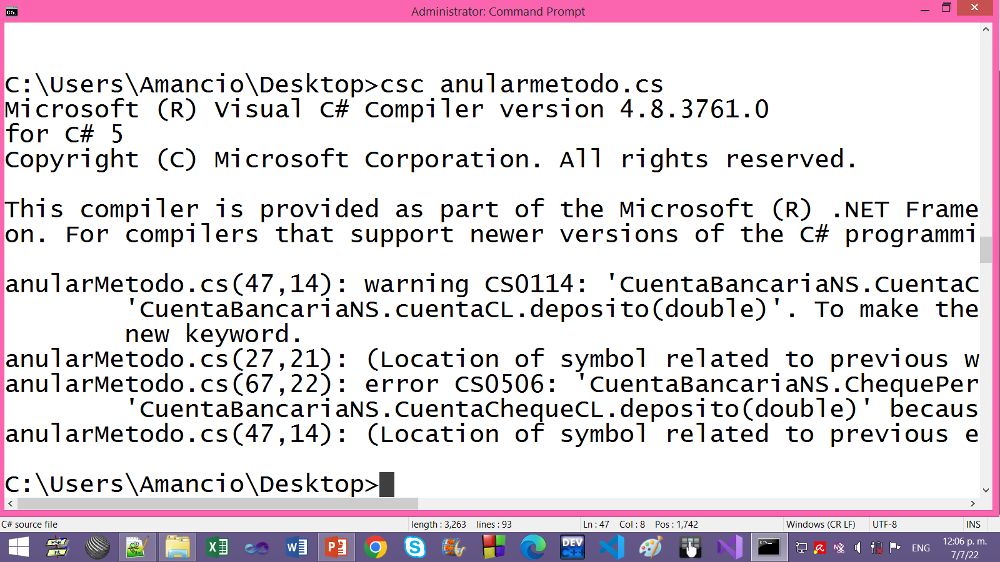 Administrator: Command Prompt
C:\Users\Amancio\Desktop>csc anularmetodo.cs
Microsoft (R) Visual C# Compiler version 4.8.3761.0
for C# 5
Copyright (C) Microsoft Corporation. All rights reserved.
This compiler is provided as part of the Microsoft (R) .NET Frame
on. For compilers that support newer versions of the C# programmi
anularMetodo.cs(47,14): warning CS0114: 'CuentaBancariaNS.CuentaC
'CuentaBancariaNS.cuentaCL.deposito(double)'. To make the
new keyword.
anularMetodo.cs(27,21): (Location of symbol related to previous w
anularMetodo.cs(67,22): error CS0506: 'CuentaBancariaNS.ChequePer
'CuentaBancariaNS.CuentaChequeCL.deposito(double)' becaus
anularMetodo.cs(47,14): (Location of symbol related to previous e
C:\Users\Amancio\Desktop>
C# source file length : 3,263 lines : 93 Ln : 47 Col : 8 Pos : 1,742 Windows (CR LF) UTF-8 INS
PSe Int
DEV C++
ENG
12:06 p. m.
7/7/22